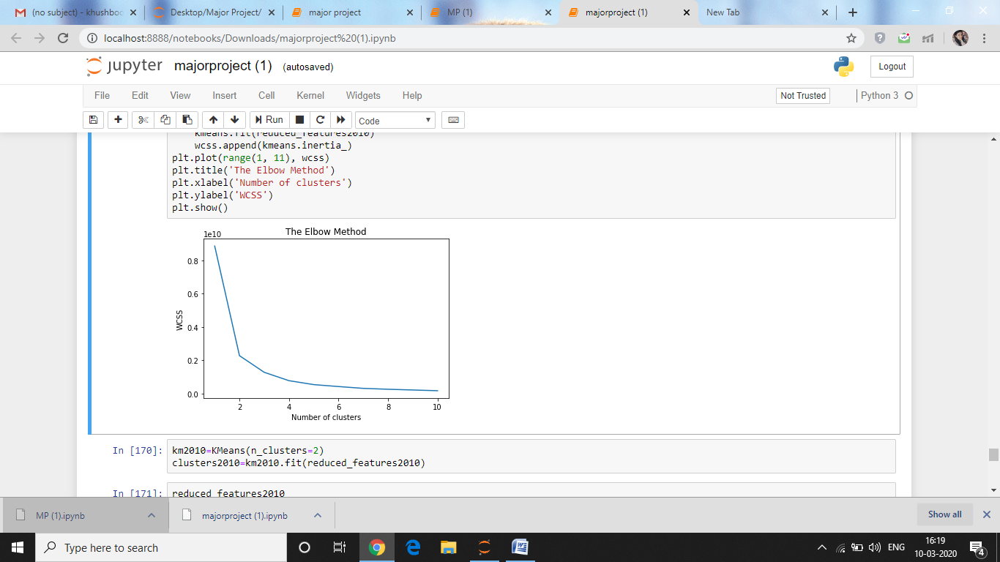 (no subject) - khushboo
Desktop/Major Project/
major project
MP (1)
majorproject (1)
New Tab
localhost:8888/notebooks/Downloads/majorproject%20(1).ipynb
jupyter majorproject (1) (autosaved)
Logout
File Edit View Insert Cell Kernel Widgets Help
Not Trusted
Python 3
Run
Code
kmeans.fit(reduced_features2010)
wcss.append(kmeans.inertia_)
plt.plot(range(1, 11), wcss)
plt.title('The Elbow Method')
plt.xlabel('Number of clusters')
plt.ylabel('WCSS')
plt.show()
The Elbow Method
1e10
0.8
0.6
0.4
0.2
0.0
WCSS
2 4 6 8 10
Number of clusters
In [170]: km2010=KMeans(n_clusters=2)
clusters2010=km2010.fit(reduced_features2010)
In [171]: reduced_features2010
MP (1).ipynb
majorproject (1).ipynb
Show all
Type here to search
ENG
16:19
10-03-2020
4